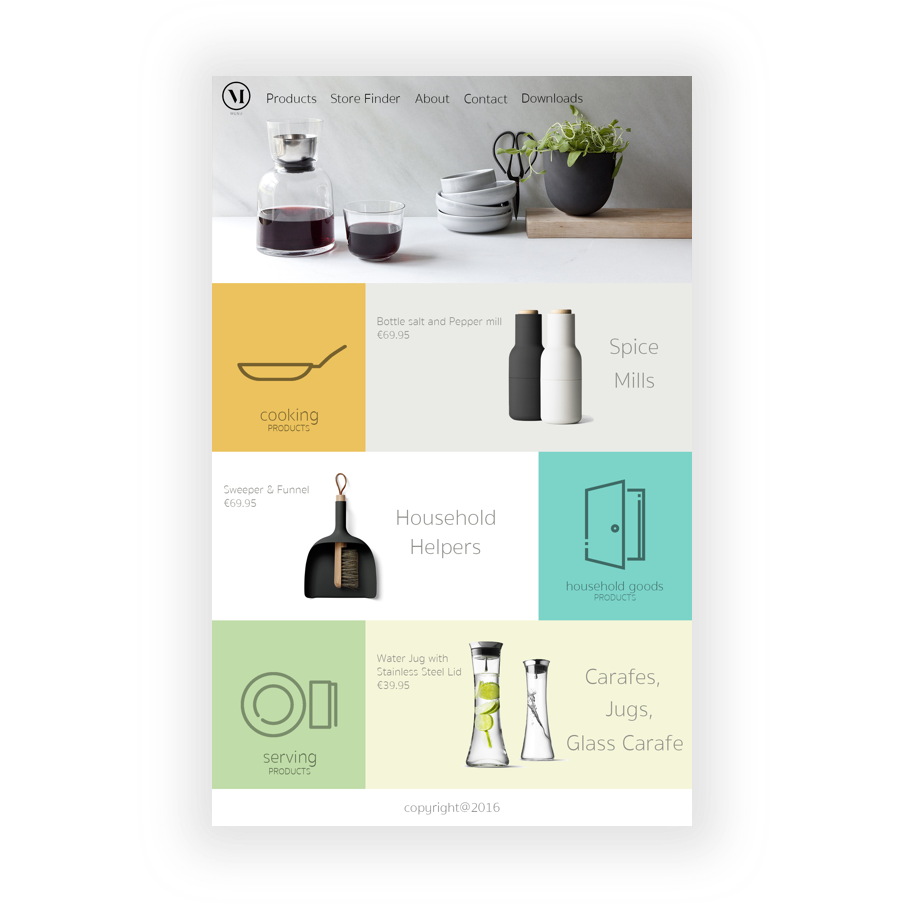 M
MENU
Products Store Finder About Contact Downloads
Bottle salt and Pepper mill
€69.95
Spice
Mills
cooking
PRODUCTS
Sweeper & Funnel
€69.95
Household
Helpers
household goods
PRODUCTS
Water Jug with
Stainless Steel Lid
€39.95
Carafes,
Jugs,
Glass Carafe
serving
PRODUCTS
copyright@2016